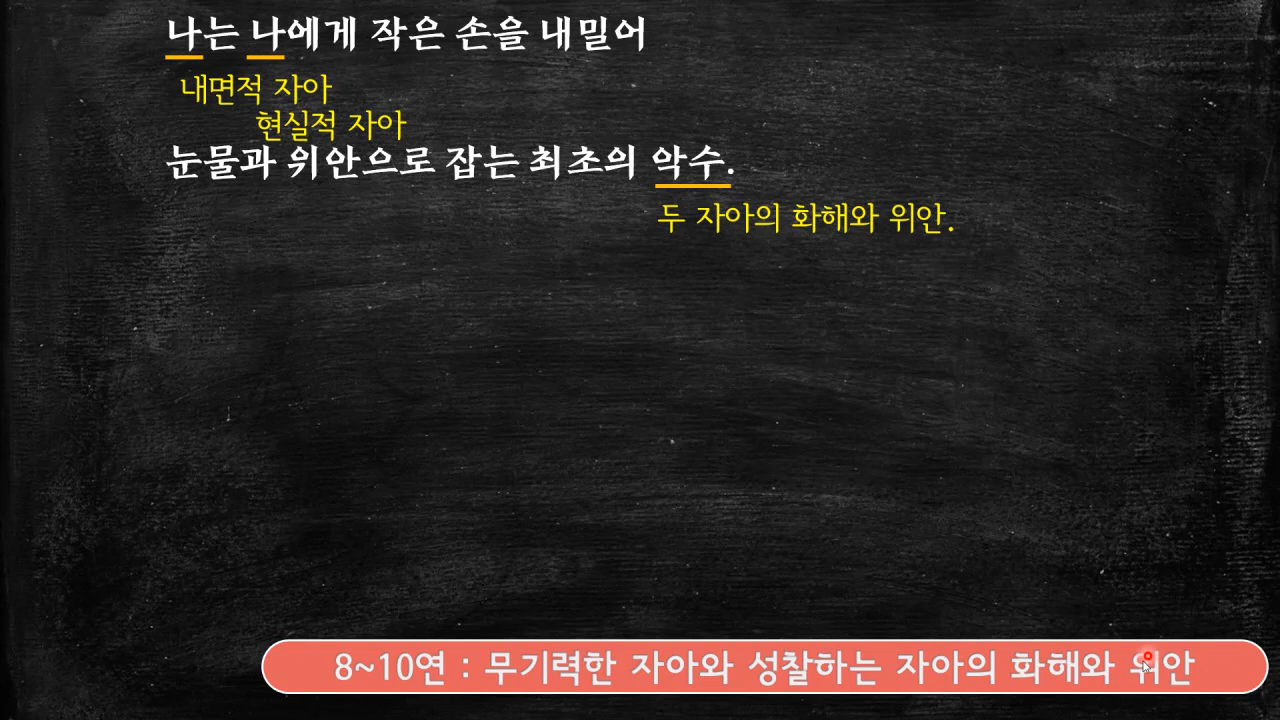 나는 나에게 작은 손을 내밀어
내면적 자아
현실적 자아
눈물과 위안으로 잡는 최초의 악수.
두 자아의 화해와 위안.
8~10연 : 무기력한 자아와 성찰하는 자아의 화해와 위안